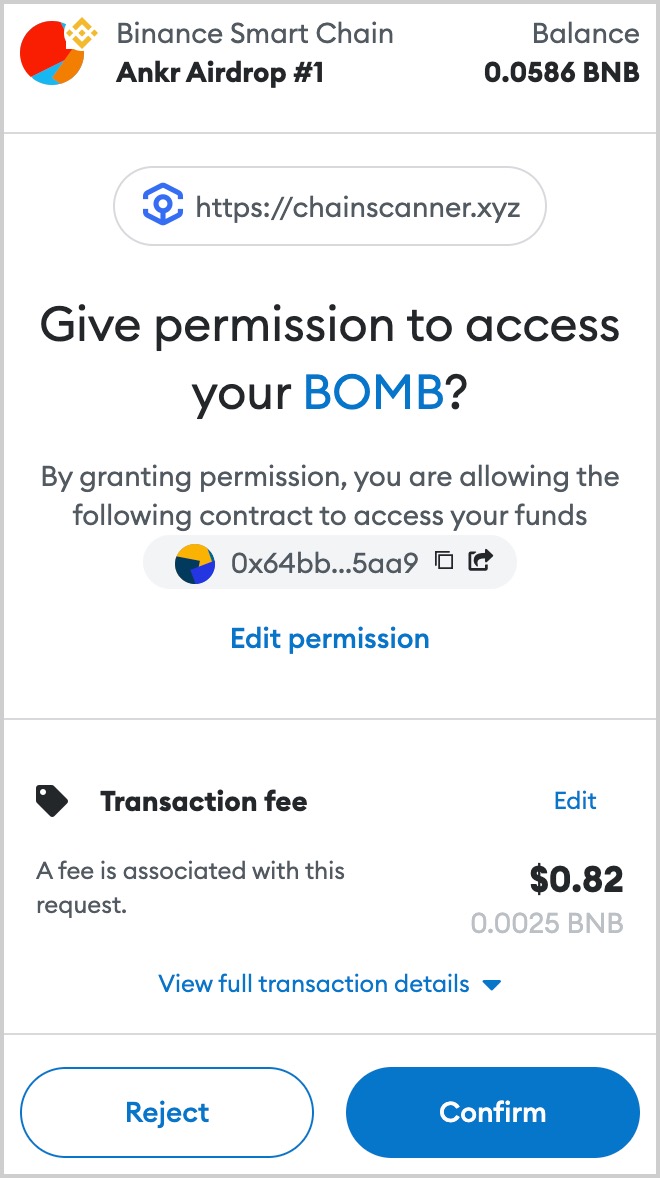 Binance Smart Chain
Balance
Ankr Airdrop #1
0.0586 BNB
https://chainscanner.xyz
Give permission to access
your BOMB?
By granting permission, you are allowing the
following contract to access your funds
0x64bb...5aa9
Edit permission
Transaction fee
Edit
A fee is associated with this
request.
$0.82
0.0025 BNB
View full transaction details
Reject
Confirm